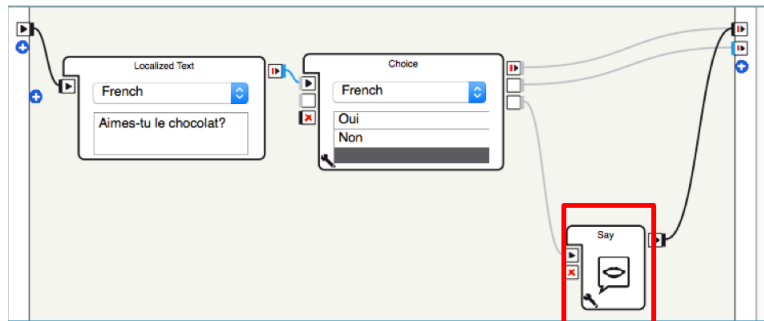 Localized Text
French
Aimes-tu le chocolat?
Choice
French
Oui
Non
Say